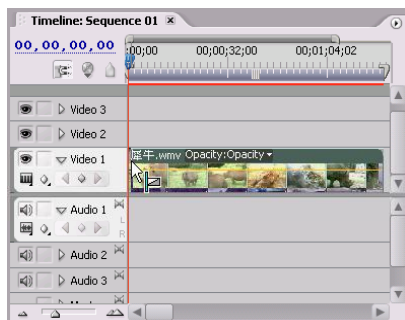 Timeline: Sequence 01
00,00,00,00
:00;00 00;00;32;00 00;01;04;02
Video 3
Video 2
Video 1
犀牛.wmv Opacity:Opacity
Audio 1
L
R
Audio 2
Audio 3